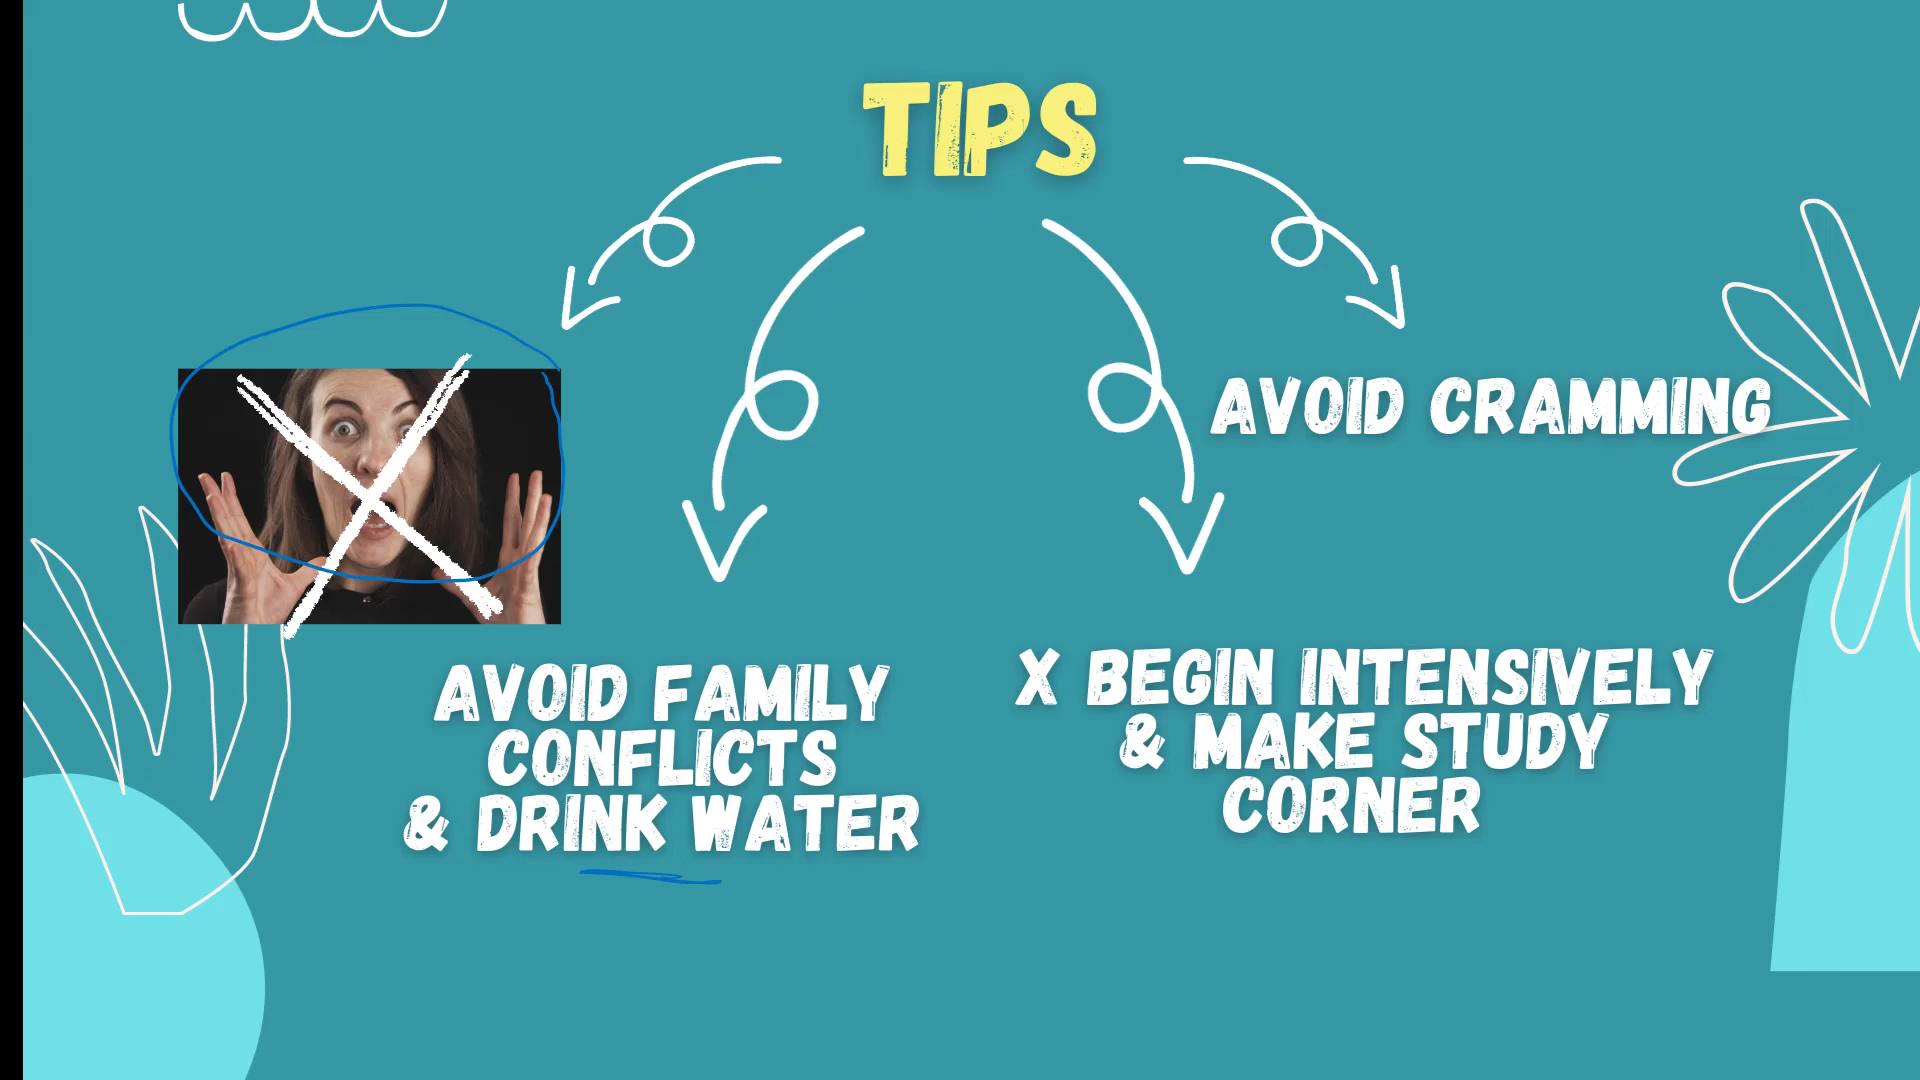 TIPS
AVOID CRAMMING
AVOID FAMILY
CONFLICTS
& DRINK WATER
X BEGIN INTENSIVELY
& MAKE STUDY
CORNER